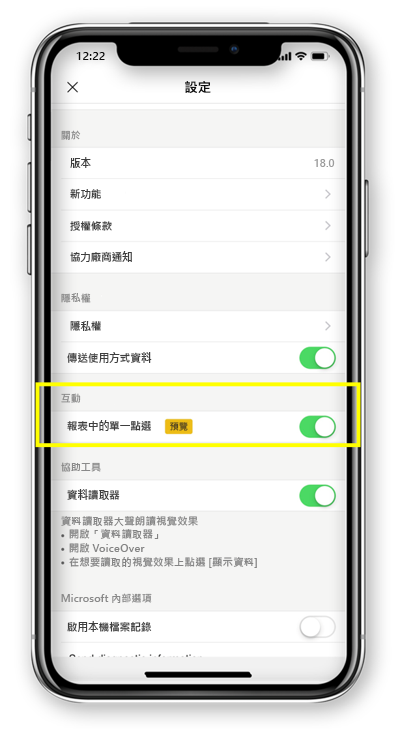 12:22
設定
關於
版本 18.0
新功能
授權條款
協力廠商通知
隱私權
隱私權
傳送使用方式資料
互動
報表中的單一點選 預覽
協助工具
資料讀取器
資料讀取器大聲朗讀視覺效果
• 開啟「資料讀取器」
• 開啟 VoiceOver
• 在想要讀取的視覺效果上點選 [顯示資料]
Microsoft 內部選項
啟用本機檔案記錄
Send diagnostic information